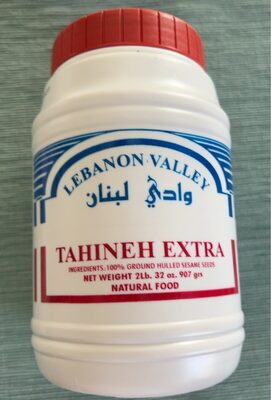 LEBANON VALLEY
وادي لبنان
TAHINEH EXTRA
INGREDIENTS: 100% GROUND HULLED SESAME SEEDS
NET WEIGHT 2Lb. 32 oz. 907 grs
NATURAL FOOD